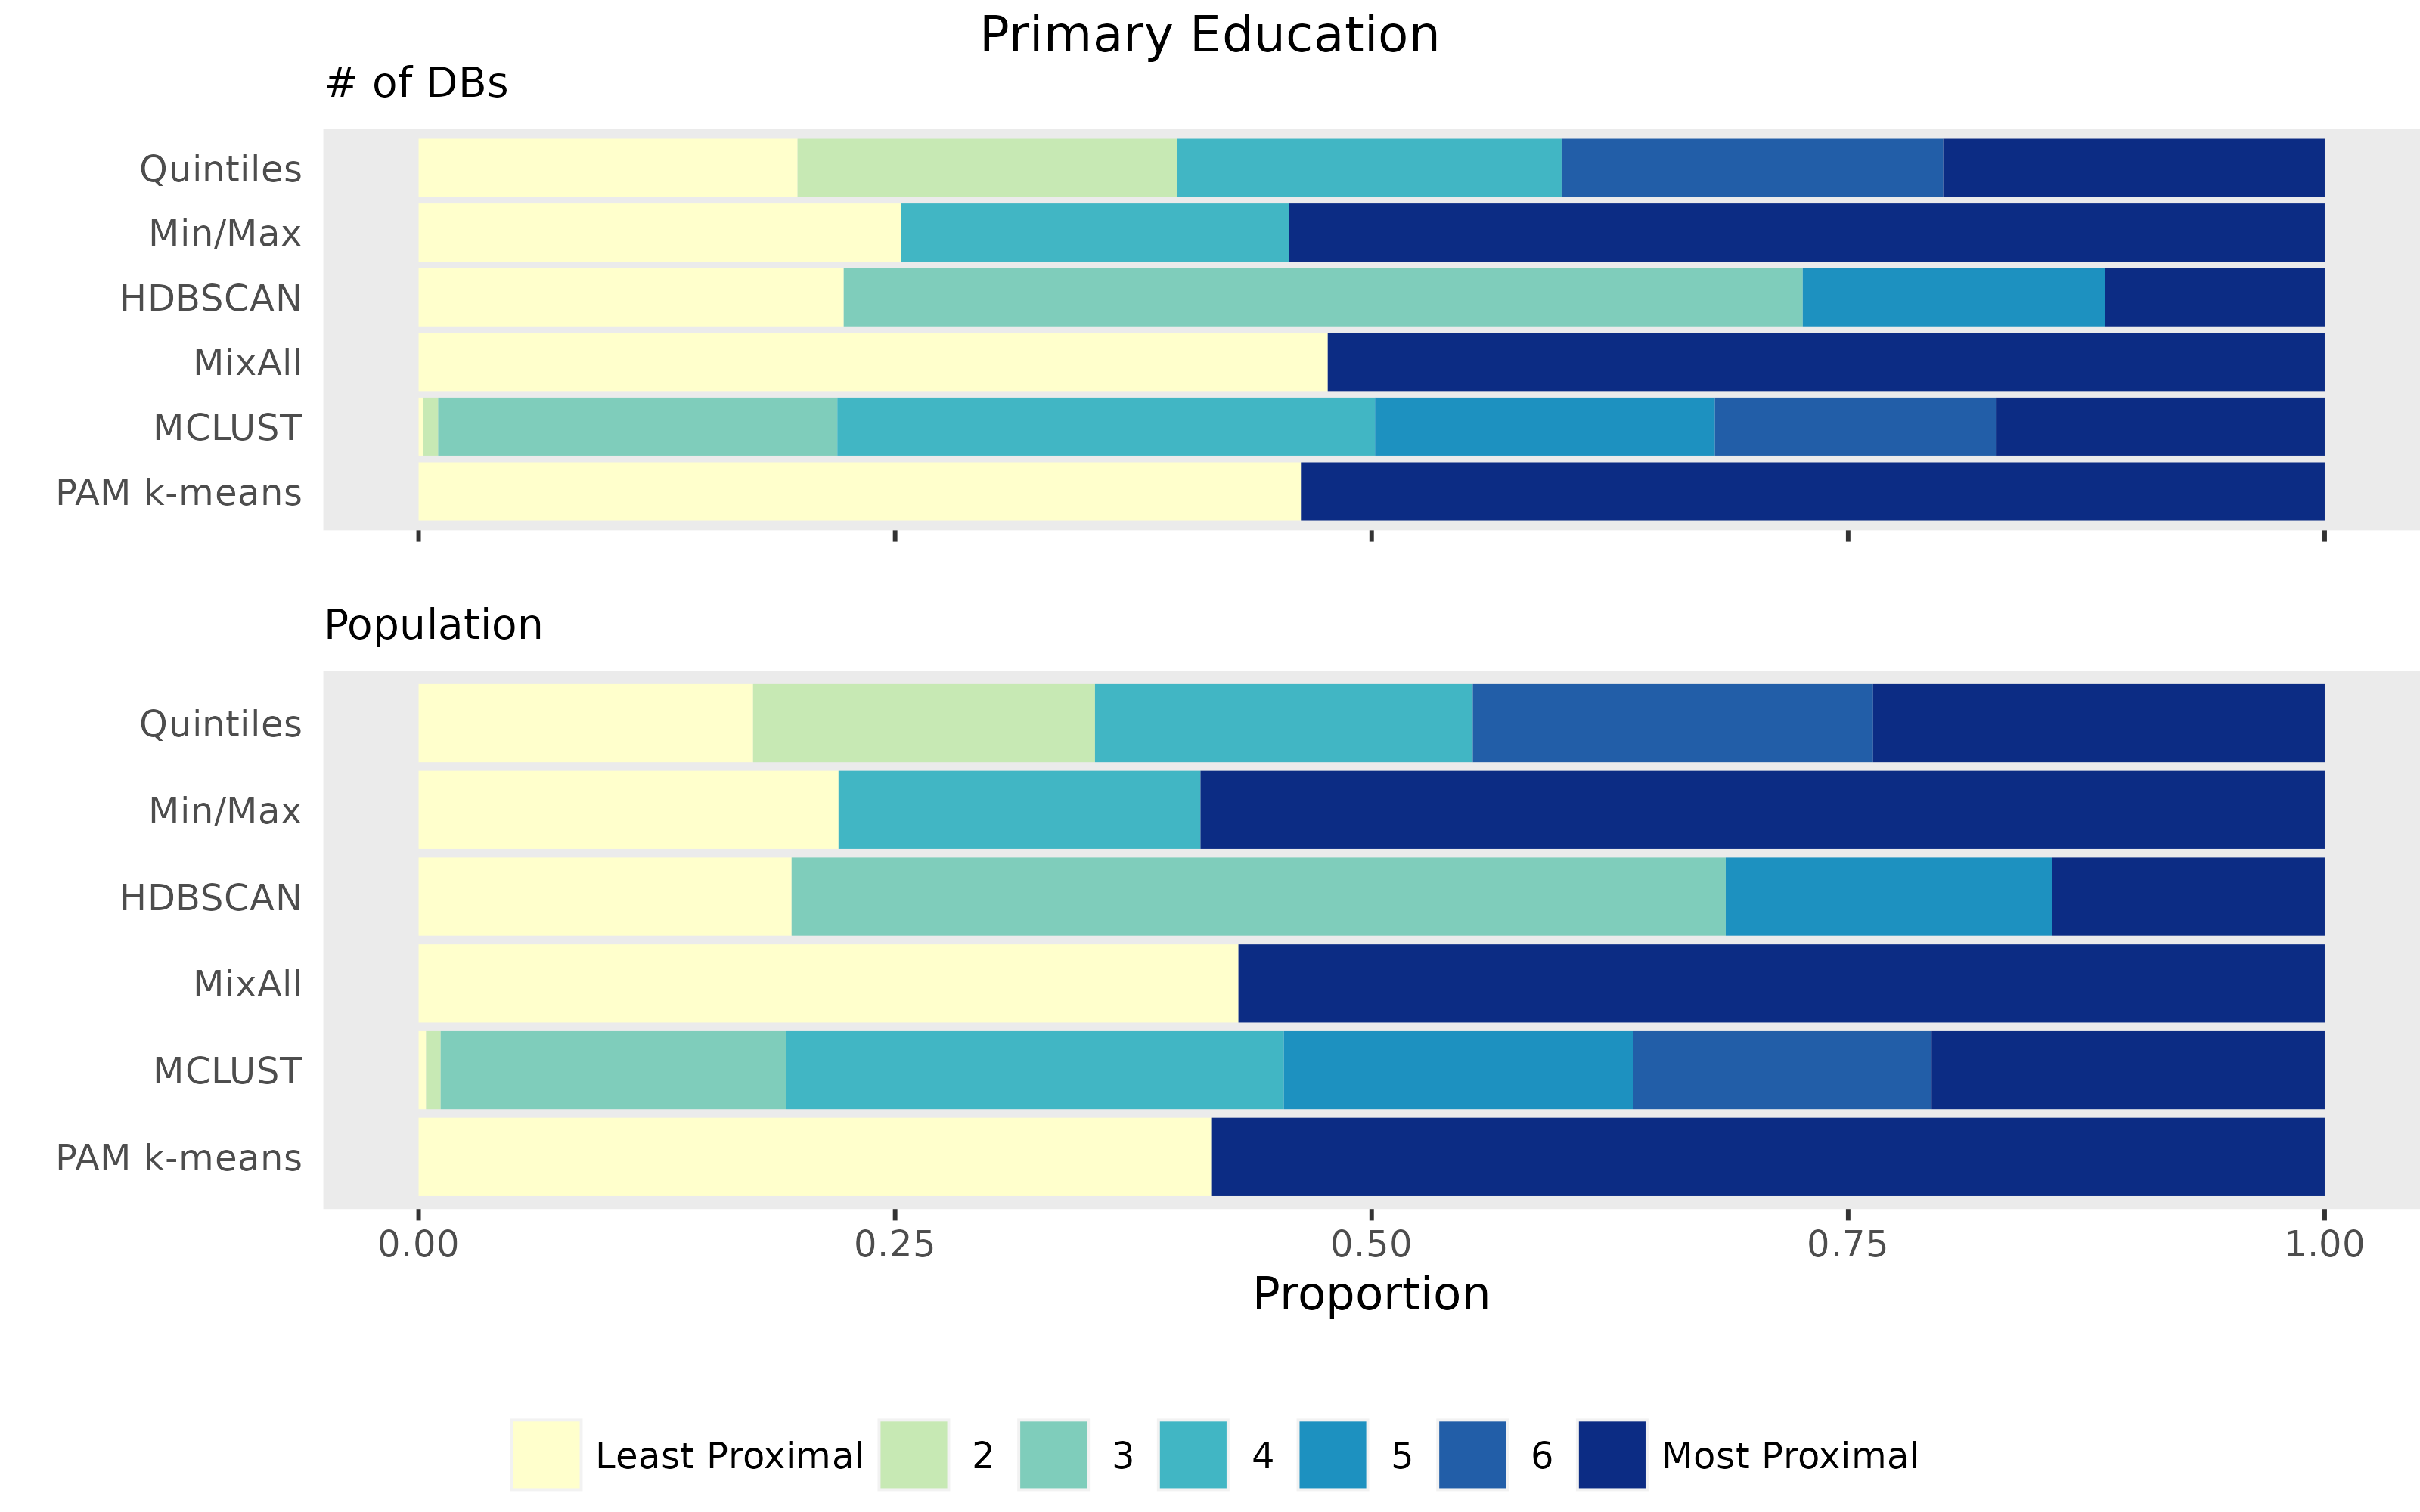 Primary Education
# of DBs
Quintiles
Min/Max
HDBSCAN
MixAll
MCLUST
PAM k-means
Population
Quintiles
Min/Max
HDBSCAN
MixAll
MCLUST
PAM k-means
0.00 0.25 0.50 0.75 1.00
Proportion
Least Proximal 2 3 4 5 6 Most Proximal